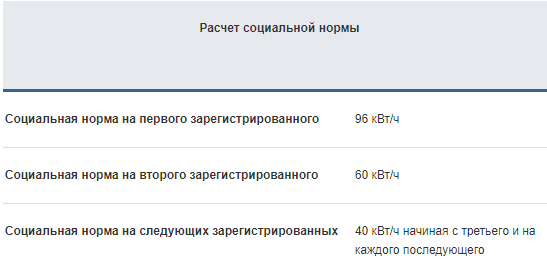 Расчет социальной нормы
Социальная норма на первого зарегистрированного 96 кВт/ч
Социальная норма на второго зарегистрированного 60 кВт/ч
Социальная норма на следующих зарегистрированных 40 кВт/ч начиная с третьего и на
каждого последующего